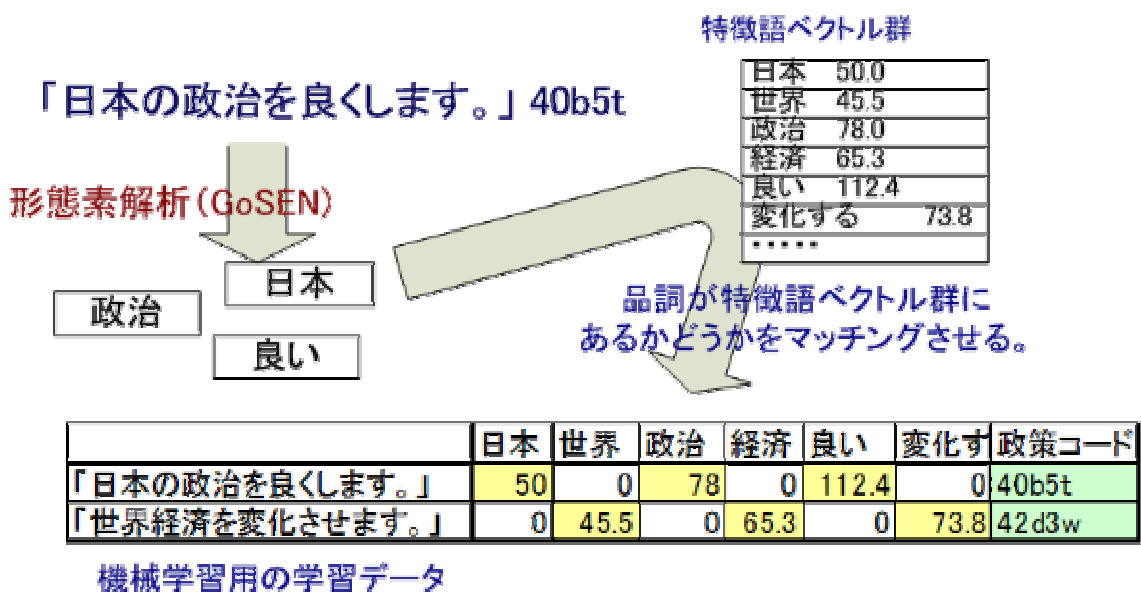 特徴語ベクトル群
日本 50.0
世界 45.5
政治 78.0
経済 65.3
良い 112.4
変化する 73.8
・・・・・
「日本の政治を良くします。」 40b5t
形態素解析(GoSEN)
日本
政治
良い
品詞が特徴語ベクトル群に
あるかどうかをマッチングさせる。
日本 世界 政治 経済 良い 変化す 政策コード
「日本の政治を良くします。」 50 0 78 0 112.4 0 40b5t
「世界経済を変化させます。」 0 45.5 0 65.3 0 73.8 42d3w
機械学習用の学習データ